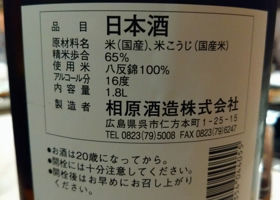 品目 日本酒
原材料名 米(国産)、米こうじ(国産米)
精米歩合 65%
使用米 八反錦100%
アルコール分 16度
内容量 1.8L
製造者 相原酒造株式会社
広島県呉市仁方本町1-25-15
TEL 0823(79)5008 FAX 0823(79)6247
●お酒は20歳になってから。
●開栓には十分注意してください。
●開栓後はお早めにお召し上がりください。